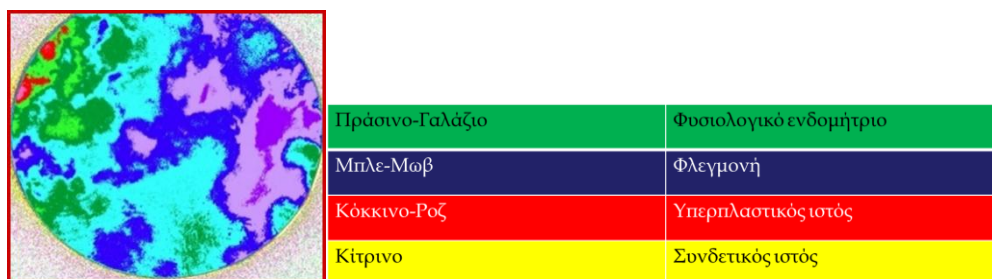 Πράσινο-Γαλάζιο Φυσιολογικό ενδομήτριο
Μπλε-Μωβ Φλεγμονή
Κόκκινο-Ροζ Υπερπλαστικός ιστός
Κίτρινο Συνδετικός ιστός